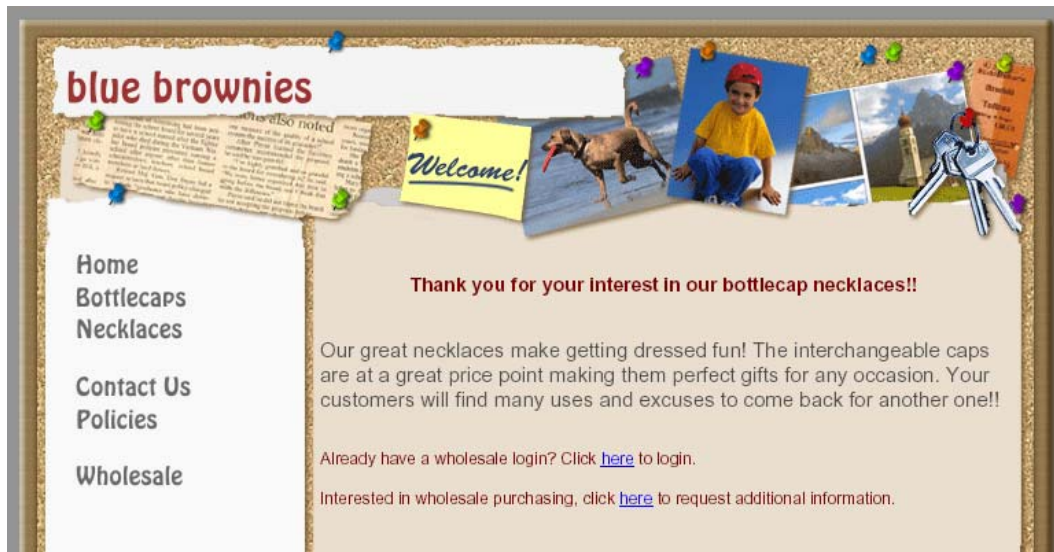 blue brownies
ons also noted
Welcome!
Home
Bottlecaps
Necklaces
Contact Us
Policies
Wholesale
Thank you for your interest in our bottlecap necklaces!!
Our great necklaces make getting dressed fun! The interchangeable caps
are at a great price point making them perfect gifts for any occasion. Your
customers will find many uses and excuses to come back for another one!!
Already have a wholesale login? Click here to login.
Interested in wholesale purchasing, click here to request additional information.